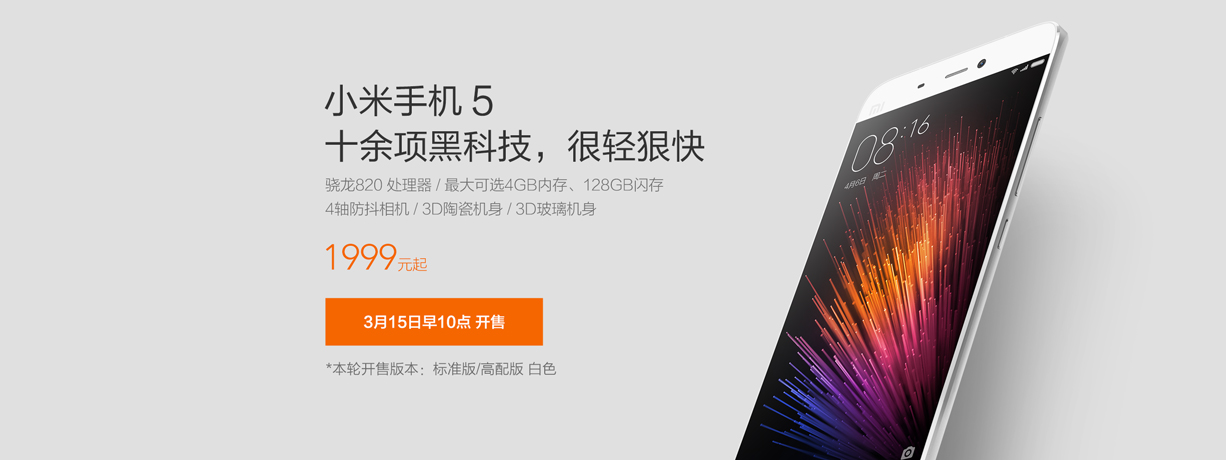 小米手机 5
十余项黑科技，很轻狠快
骁龙820 处理器 / 最大可选4GB内存、128GB闪存
4轴防抖相机 / 3D陶瓷机身 / 3D玻璃机身
1999元起
3月15日早10点 开售
*本轮开售版本：标准版/高配版 白色
MI
08:16
4月6日 周二